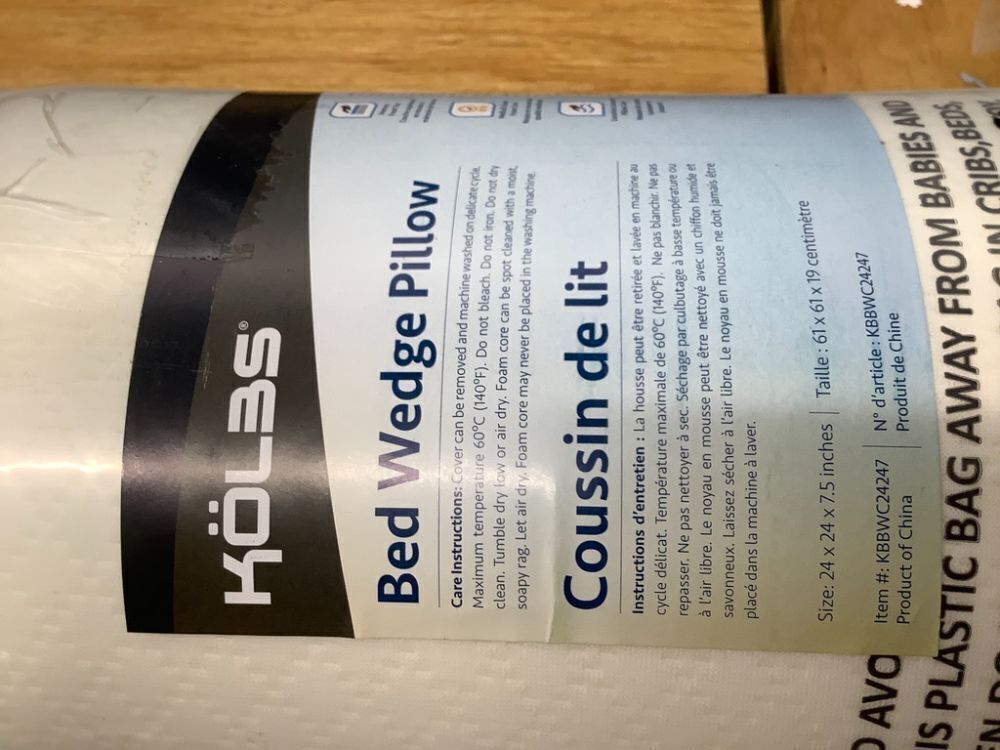 KÖLBS®
Bed Wedge Pillow
Care Instructions: Cover can be removed and machine washed on delicate cycle.
Maximum temperature 60°C (140°F). Do not bleach. Do not iron. Do not dry
clean. Tumble dry low or air dry. Foam core can be spot cleaned with a moist,
soapy rag. Let air dry. Foam core may never be placed in the washing machine.
Coussin de lit
Instructions d'entretien : La housse peut être retirée et lavée en machine au
cycle délicat. Température maximale de 60°C (140°F). Ne pas blanchir. Ne pas
repasser. Ne pas nettoyer à sec. Séchage par culbutage à basse température ou
à l'air libre. Le noyau en mousse peut être nettoyé avec un chiffon humide et
savonneux. Laissez sécher à l'air libre. Le noyau en mousse ne doit jamais être
placé dans la machine à laver.
Size: 24 x 24 x 7.5 inches | Taille : 61 x 61 x 19 centimètre
Item #: KBBWC24247 | N° d'article : KBBWC24247
Product of China | Produit de Chine
AVO
PLASTIC BAG AWAY FROM BABIES AND
IN CRIBS, BEDS,